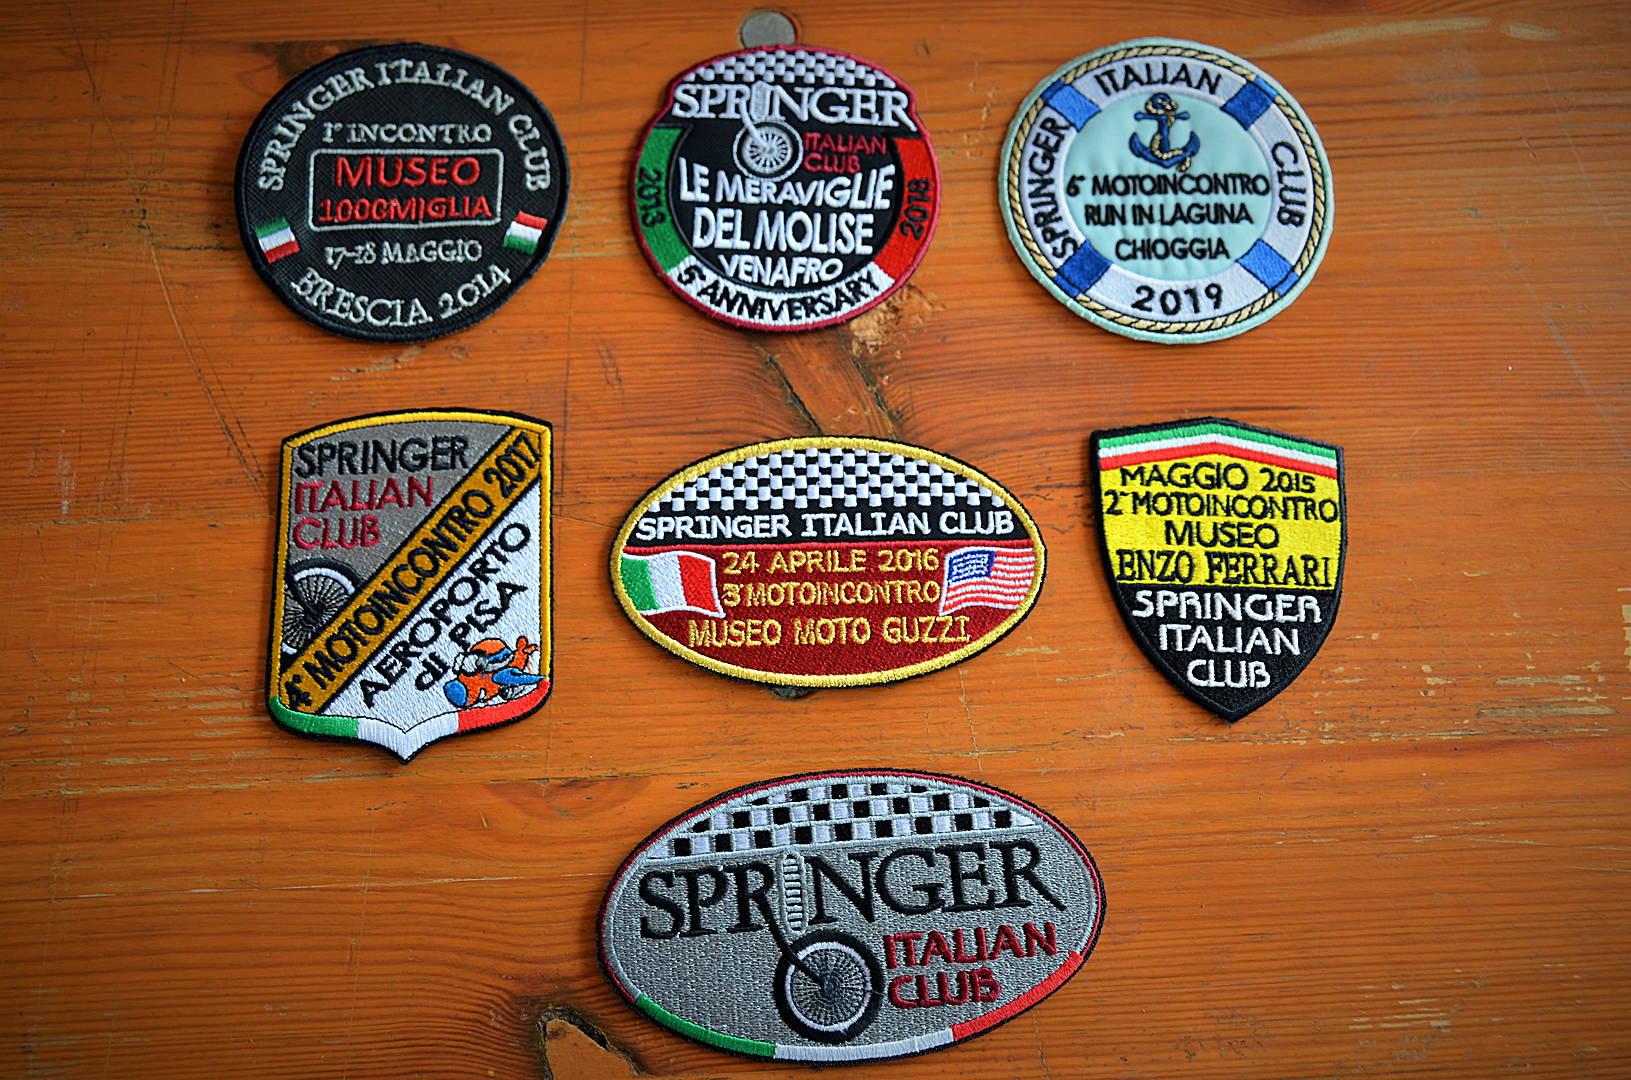 SPRINGER ITALIAN CLUB
1° INCONTRO
MUSEO
1000MIGLIA
17-18 MAGGIO
BRESCIA 2014
SPRINGER
ITALIAN
CLUB
2013
LE MERAVIGLIE
DEL MOLISE
VENAFRO
2018
5° ANNIVERSARY
SPRINGER ITALIAN CLUB
6° MOTOINCONTRO
RUN IN LAGUNA
CHIOGGIA
2019
SPRINGER
ITALIAN
CLUB
4° MOTOINCONTRO 2017
AEROPORTO
di PISA
SPRINGER ITALIAN CLUB
24 APRILE 2016
3°MOTOINCONTRO
MUSEO MOTO GUZZI
MAGGIO 2015
2°MOTOINCONTRO
MUSEO
ENZO FERRARI
SPRINGER
ITALIAN
CLUB
SPRINGER
ITALIAN
CLUB